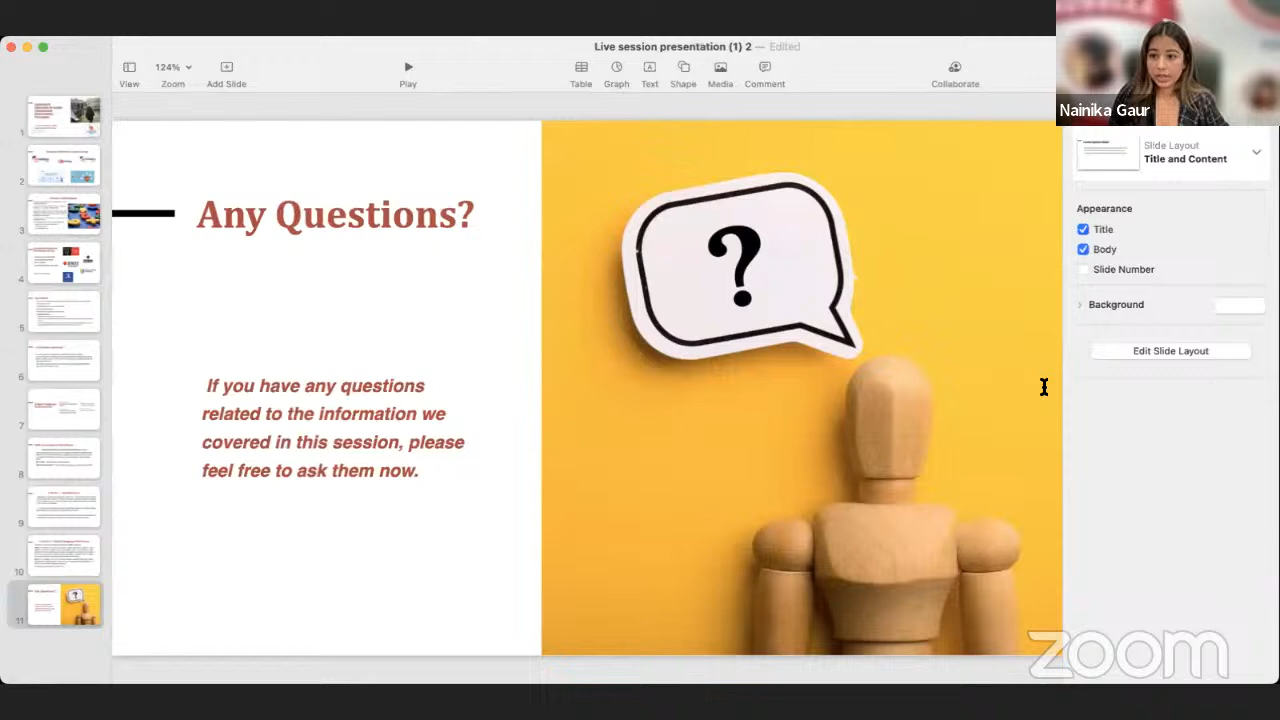 Live session presentation (1) 2 — Edited
124%
View
Zoom
Add Slide
Play
Table
Graph
Text
Shape
Media
Comment
Collaborate
Nainika Gaur
Slide Layout
Title and Content
Appearance
Title
Body
Slide Number
Background
Edit Slide Layout
1
2
3
4
5
6
7
8
9
10
11
Any Questions?
?
If you have any questions
related to the information we
covered in this session, please
feel free to ask them now.
zoom